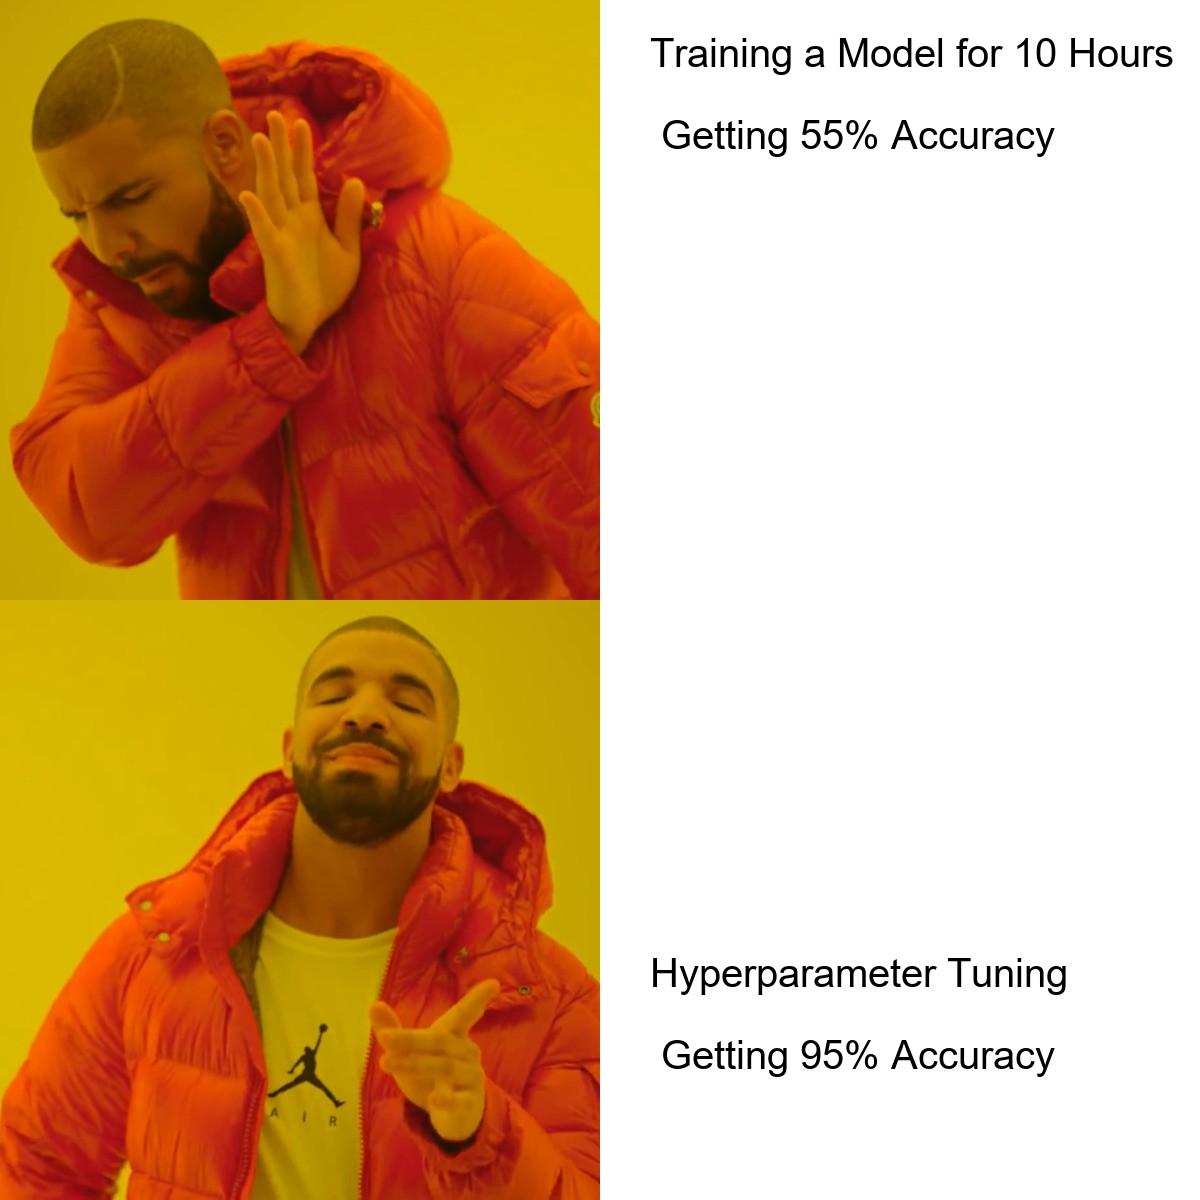 Training a Model for 10 Hours
Getting 55% Accuracy
AIR
Hyperparameter Tuning
Getting 95% Accuracy